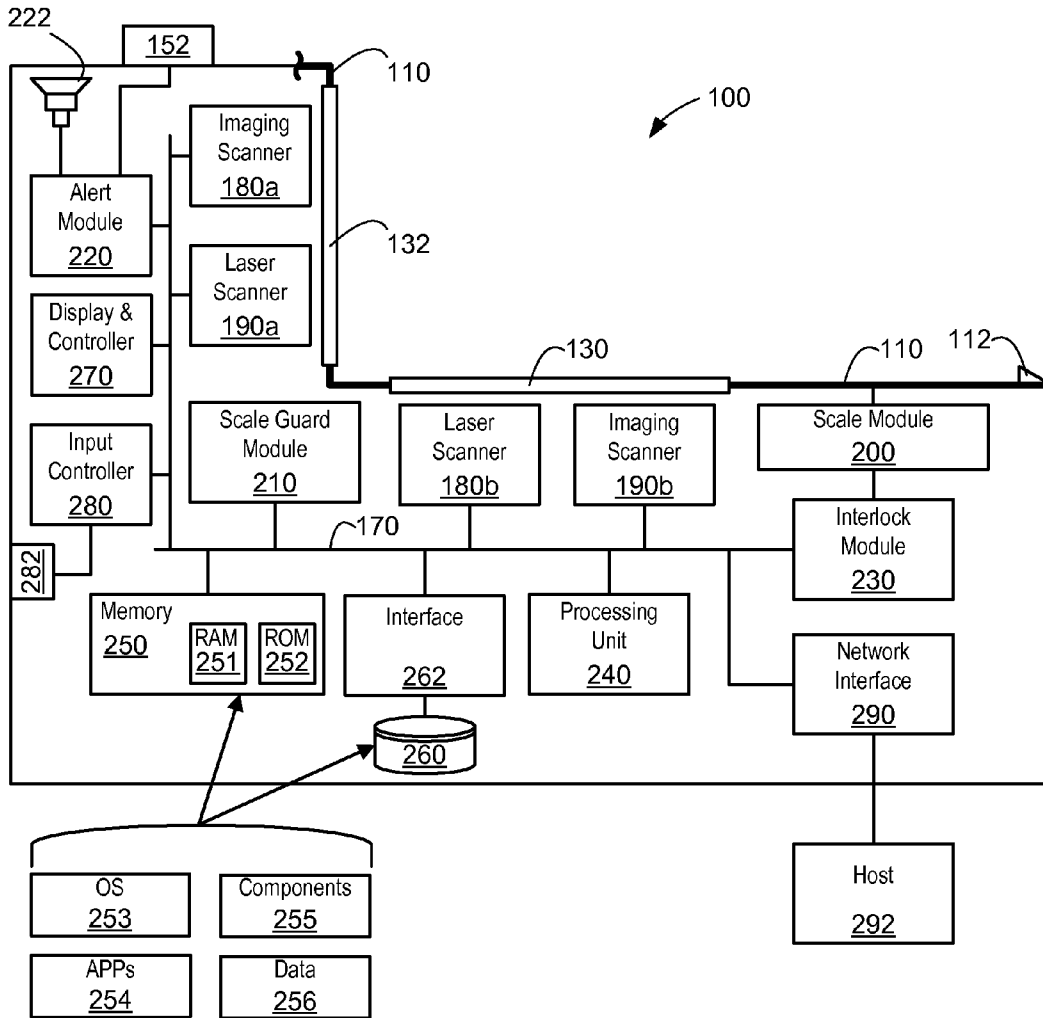 222
152
110
100
Imaging
Scanner
180a
Alert
Module
220
132
Laser
Scanner
190a
Display &
Controller
270
130
110
112
Scale Guard
Module
210
Laser
Scanner
180b
Imaging
Scanner
190b
Scale Module
200
Input
Controller
280
170
Interlock
Module
230
282
Memory
250
RAM
251
ROM
252
Interface
262
Processing
Unit
240
Network
Interface
290
260
OS
253
Components
255
Host
292
APPs
254
Data
256